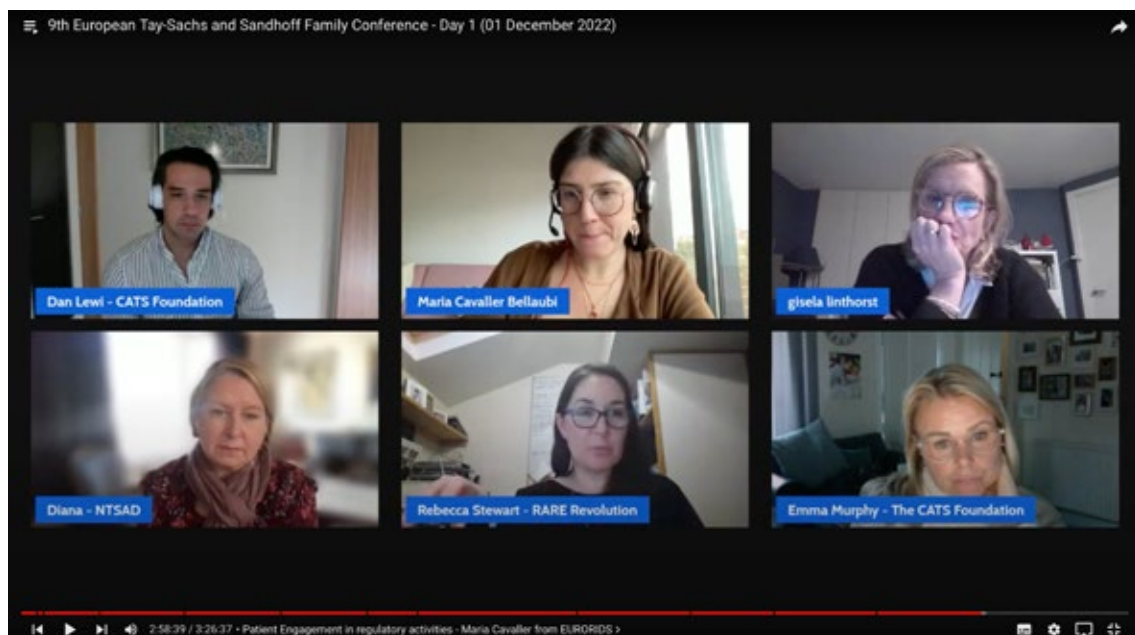 9th European Tay-Sachs and Sandhoff Family Conference - Day 1 (01 December 2022)
Dan Lewi - CATS Foundation
Maria Cavaller Bellaubi
gisela linthorst
Diana - NTSAD
Rebecca Stewart - RARE Revolution
Emma Murphy - The CATS Foundation
2:58:39 / 3:26:37 • Patient Engagement in regulatory activities - Maria Cavaller from EURORIDS >